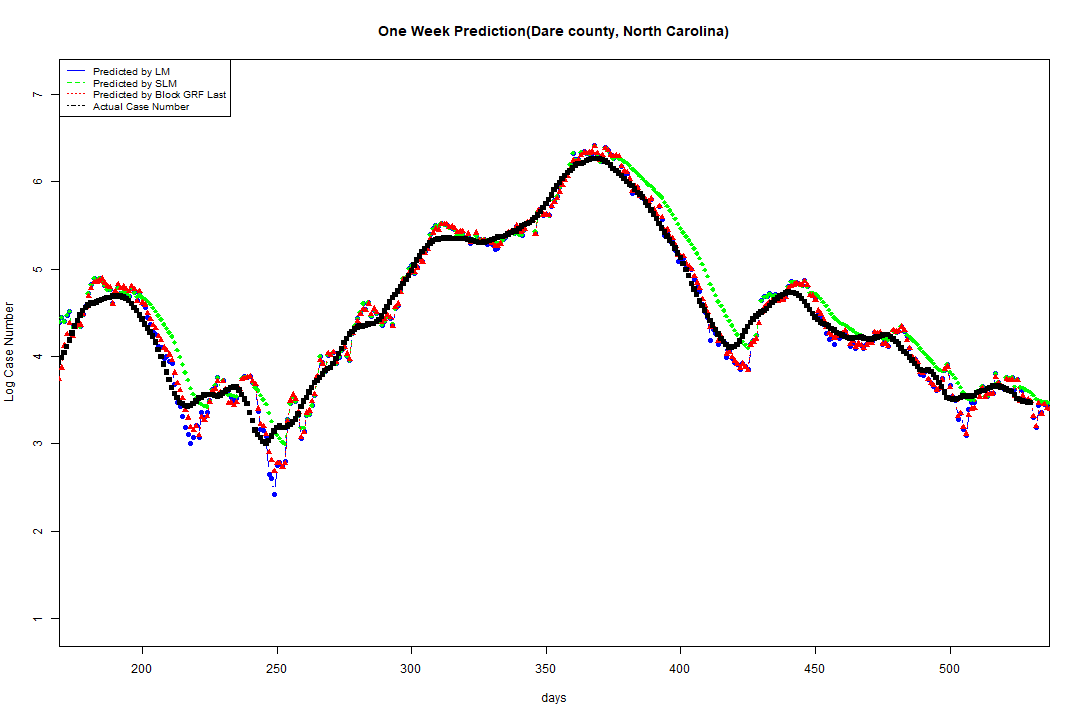 One Week Prediction(Dare county, North Carolina)
Predicted by LM
Predicted by SLM
Predicted by Block GRF Last
Actual Case Number
7
6
5
4
3
2
1
Log Case Number
200 250 300 350 400 450 500
days